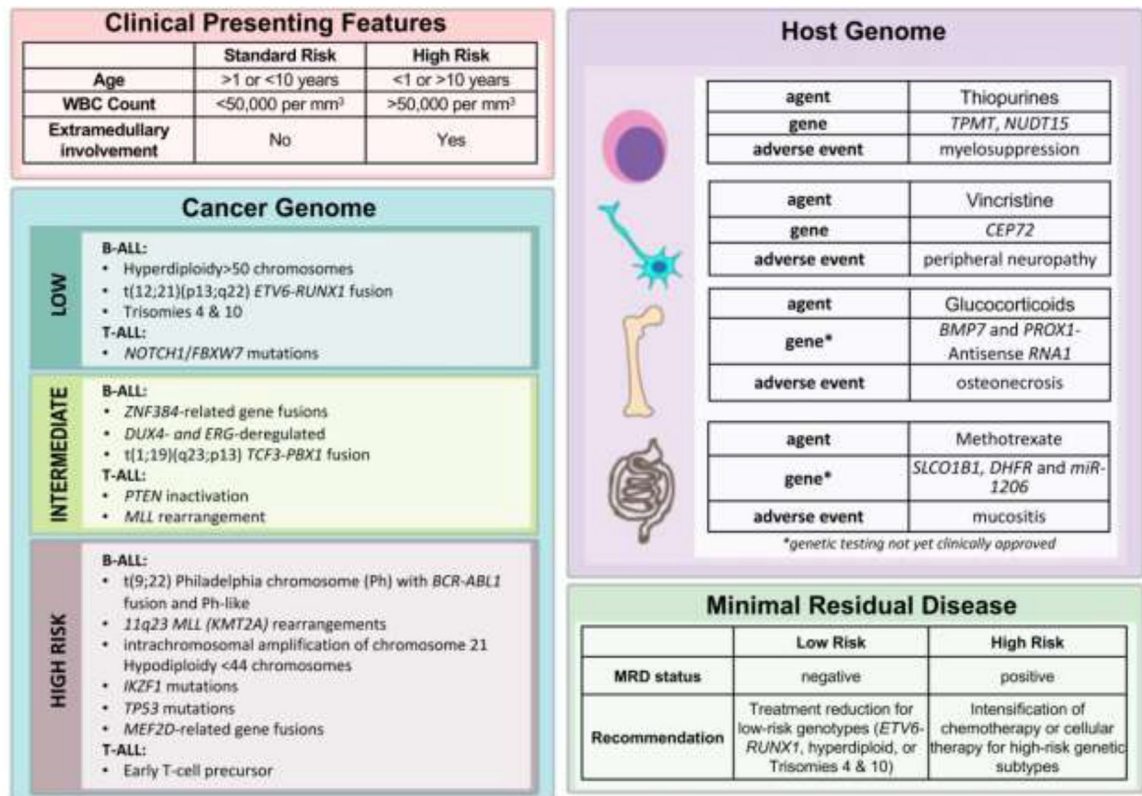 Clinical Presenting Features
Standard Risk High Risk
Age >1 or <10 years <1 or >10 years
WBC Count <50,000 per mm³ >50,000 per mm³
Extramedullary
involvement No Yes
Cancer Genome
LOW
B-ALL:
• Hyperdiploidy>50 chromosomes
• t(12;21)(p13;q22) ETV6-RUNX1 fusion
• Trisomies 4 & 10
T-ALL:
• NOTCH1/FBXW7 mutations
INTERMEDIATE
B-ALL:
• ZNF384-related gene fusions
• DUX4- and ERG-deregulated
• t(1;19)(q23;p13) TCF3-PBX1 fusion
T-ALL:
• PTEN inactivation
• MLL rearrangement
HIGH RISK
B-ALL:
• t(9;22) Philadelphia chromosome (Ph) with BCR-ABL1
fusion and Ph-like
• 11q23 MLL (KMT2A) rearrangements
• intrachromosomal amplification of chromosome 21
Hypodiploidy <44 chromosomes
• IKZF1 mutations
• TP53 mutations
• MEF2D-related gene fusions
T-ALL:
• Early T-cell precursor
Host Genome
agent Thiopurines
gene TPMT, NUDT15
adverse event myelosuppression
agent Vincristine
gene CEP72
adverse event peripheral neuropathy
agent Glucocorticoids
gene* BMP7 and PROX1-
Antisense RNA1
adverse event osteonecrosis
agent Methotrexate
gene* SLCO1B1, DHFR and miR-
1206
adverse event mucositis
*genetic testing not yet clinically approved
Minimal Residual Disease
Low Risk High Risk
MRD status negative positive
Recommendation
Treatment reduction for
low-risk genotypes (ETV6-
RUNX1, hyperdiploid, or
Trisomies 4 & 10)
Intensification of
chemotherapy or cellular
therapy for high-risk genetic
subtypes